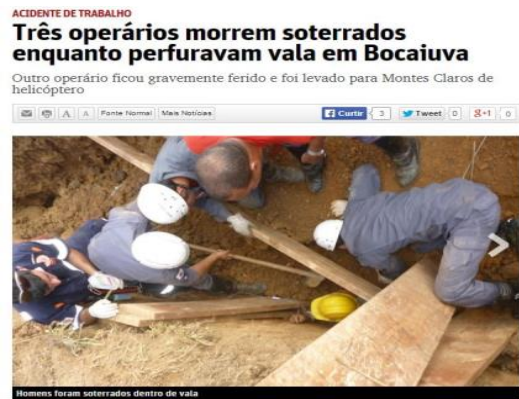 ACIDENTE DE TRABALHO
Três operários morrem soterrados
enquanto perfuravam vala em Bocaiuva
Outro operário ficou gravemente ferido e foi levado para Montes Claros de
helicóptero
A A Fonte Normal Mais Notícias Curtir 3 Tweet 0 g+1 0
Homens foram soterrados dentro de vala